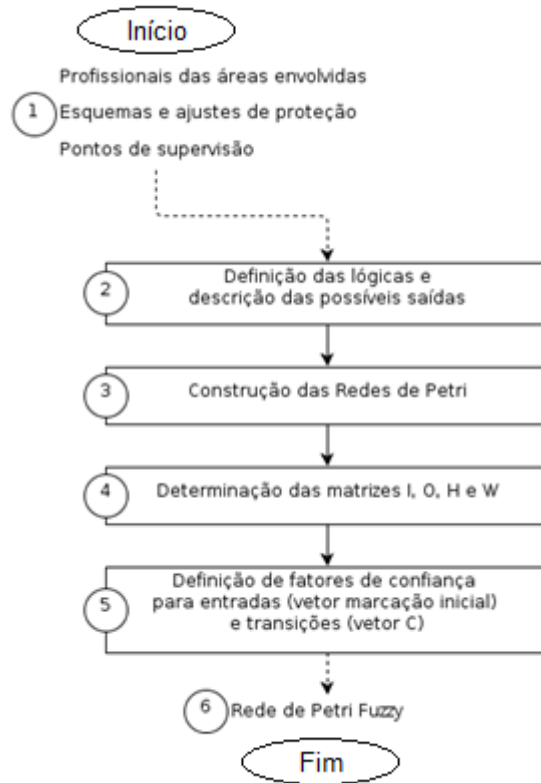 Início
Profissionais das áreas envolvidas
1
Esquemas e ajustes de proteção
Pontos de supervisão
2
Definição das lógicas e
descrição das possíveis saídas
3
Construção das Redes de Petri
4
Determinação das matrizes I, O, H e W
5
Definição de fatores de confiança
para entradas (vetor marcação inicial)
e transições (vetor C)
6
Rede de Petri Fuzzy
Fim